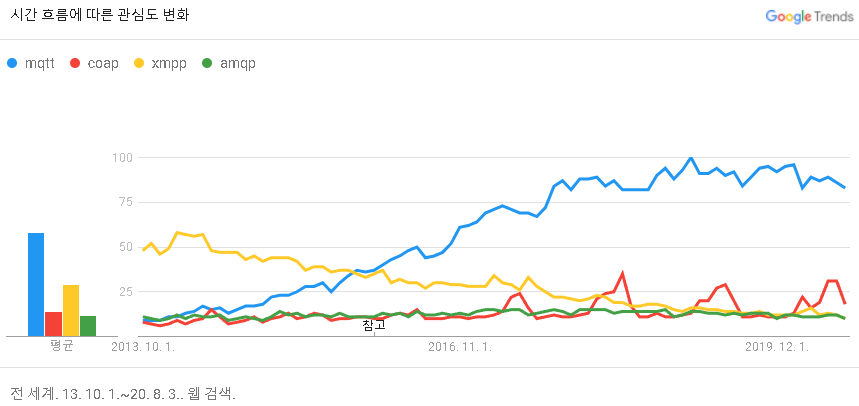 시간 흐름에 따른 관심도 변화
Google Trends
mqtt coap xmpp amqp
100
75
50
25
참고
평균 2013. 10. 1. 2016. 11. 1. 2019. 12. 1.
전 세계. 13. 10. 1.~20. 8. 3.. 웹 검색.